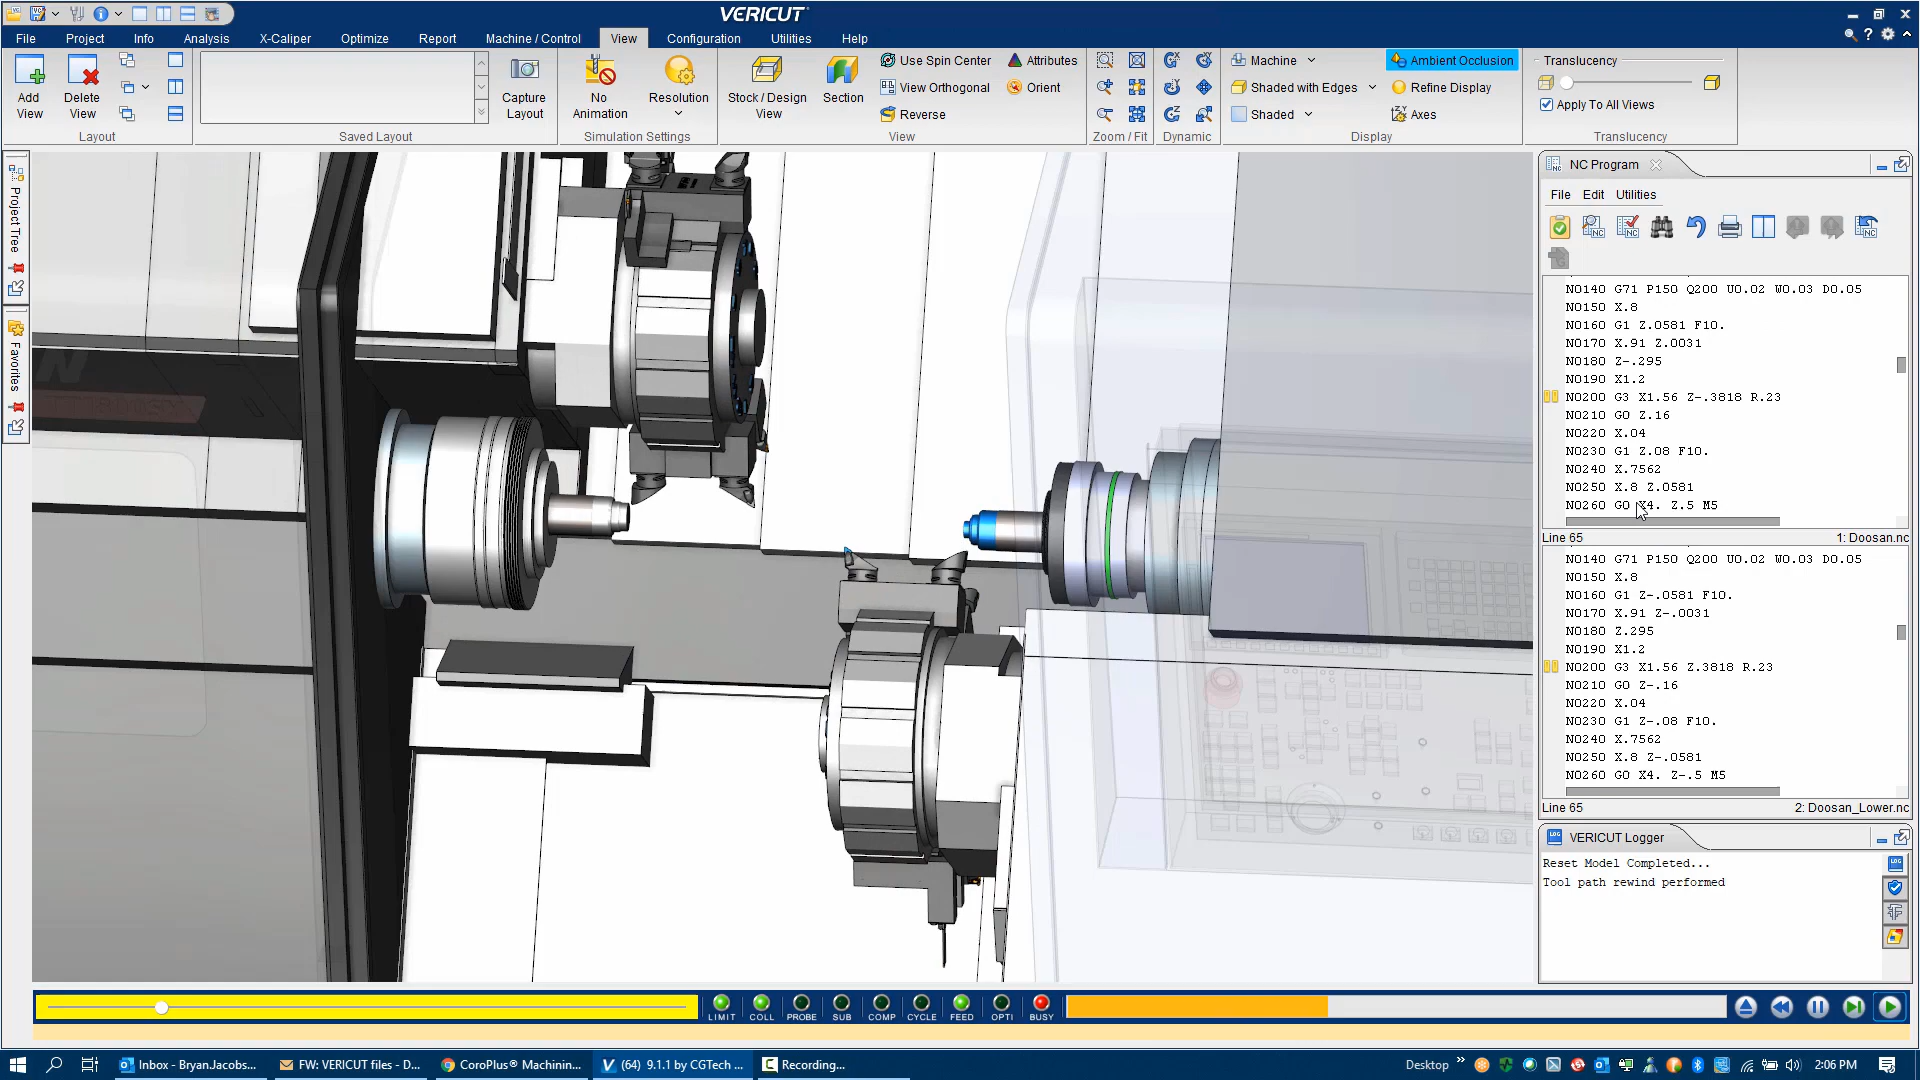 VERICUT
File Project Info Analysis X-Caliper Optimize Report Machine / Control View Configuration Utilities Help
Add View
Delete View
Layout
Saved Layout
Capture Layout
No Animation
Resolution
Simulation Settings
Stock / Design View
Section
Use Spin Center
View Orthogonal
Reverse
Attributes
Orient
View
Zoom / Fit
Dynamic
Machine
Shaded with Edges
Shaded
Ambient Occlusion
Refine Display
Axes
Display
Translucency
Apply To All Views
Translucency
Project Tree
Favorites
NC Program
File Edit Utilities
N0140 G71 P150 Q200 U0.02 W0.03 D0.05
N0150 X.8
N0160 G1 Z.0581 F10.
N0170 X.91 Z.0031
N0180 Z-.295
N0190 X1.2
N0200 G3 X1.56 Z-.3818 R.23
N0210 G0 Z.16
N0220 X.04
N0230 G1 Z.08 F10.
N0240 X.7562
N0250 X.8 Z.0581
N0260 G0 X4. Z.5 M5
Line 65 1: Doosan.nc
N0140 G71 P150 Q200 U0.02 W0.03 D0.05
N0150 X.8
N0160 G1 Z-.0581 F10.
N0170 X.91 Z-.0031
N0180 Z.295
N0190 X1.2
N0200 G3 X1.56 Z.3818 R.23
N0210 G0 Z-.16
N0220 X.04
N0230 G1 Z-.08 F10.
N0240 X.7562
N0250 X.8 Z-.0581
N0260 G0 X4. Z-.5 M5
Line 65 2: Doosan_Lower.nc
VERICUT Logger
Reset Model Completed...
Tool path rewind performed
LIMIT COLL PROBE SUB COMP CYCLE FEED OPTI BUSY
Inbox - BryanJacobs... FW: VERICUT files - D... CoroPlus® Machinin... (64) 9.1.1 by CGTech ... Recording... Desktop 2:06 PM